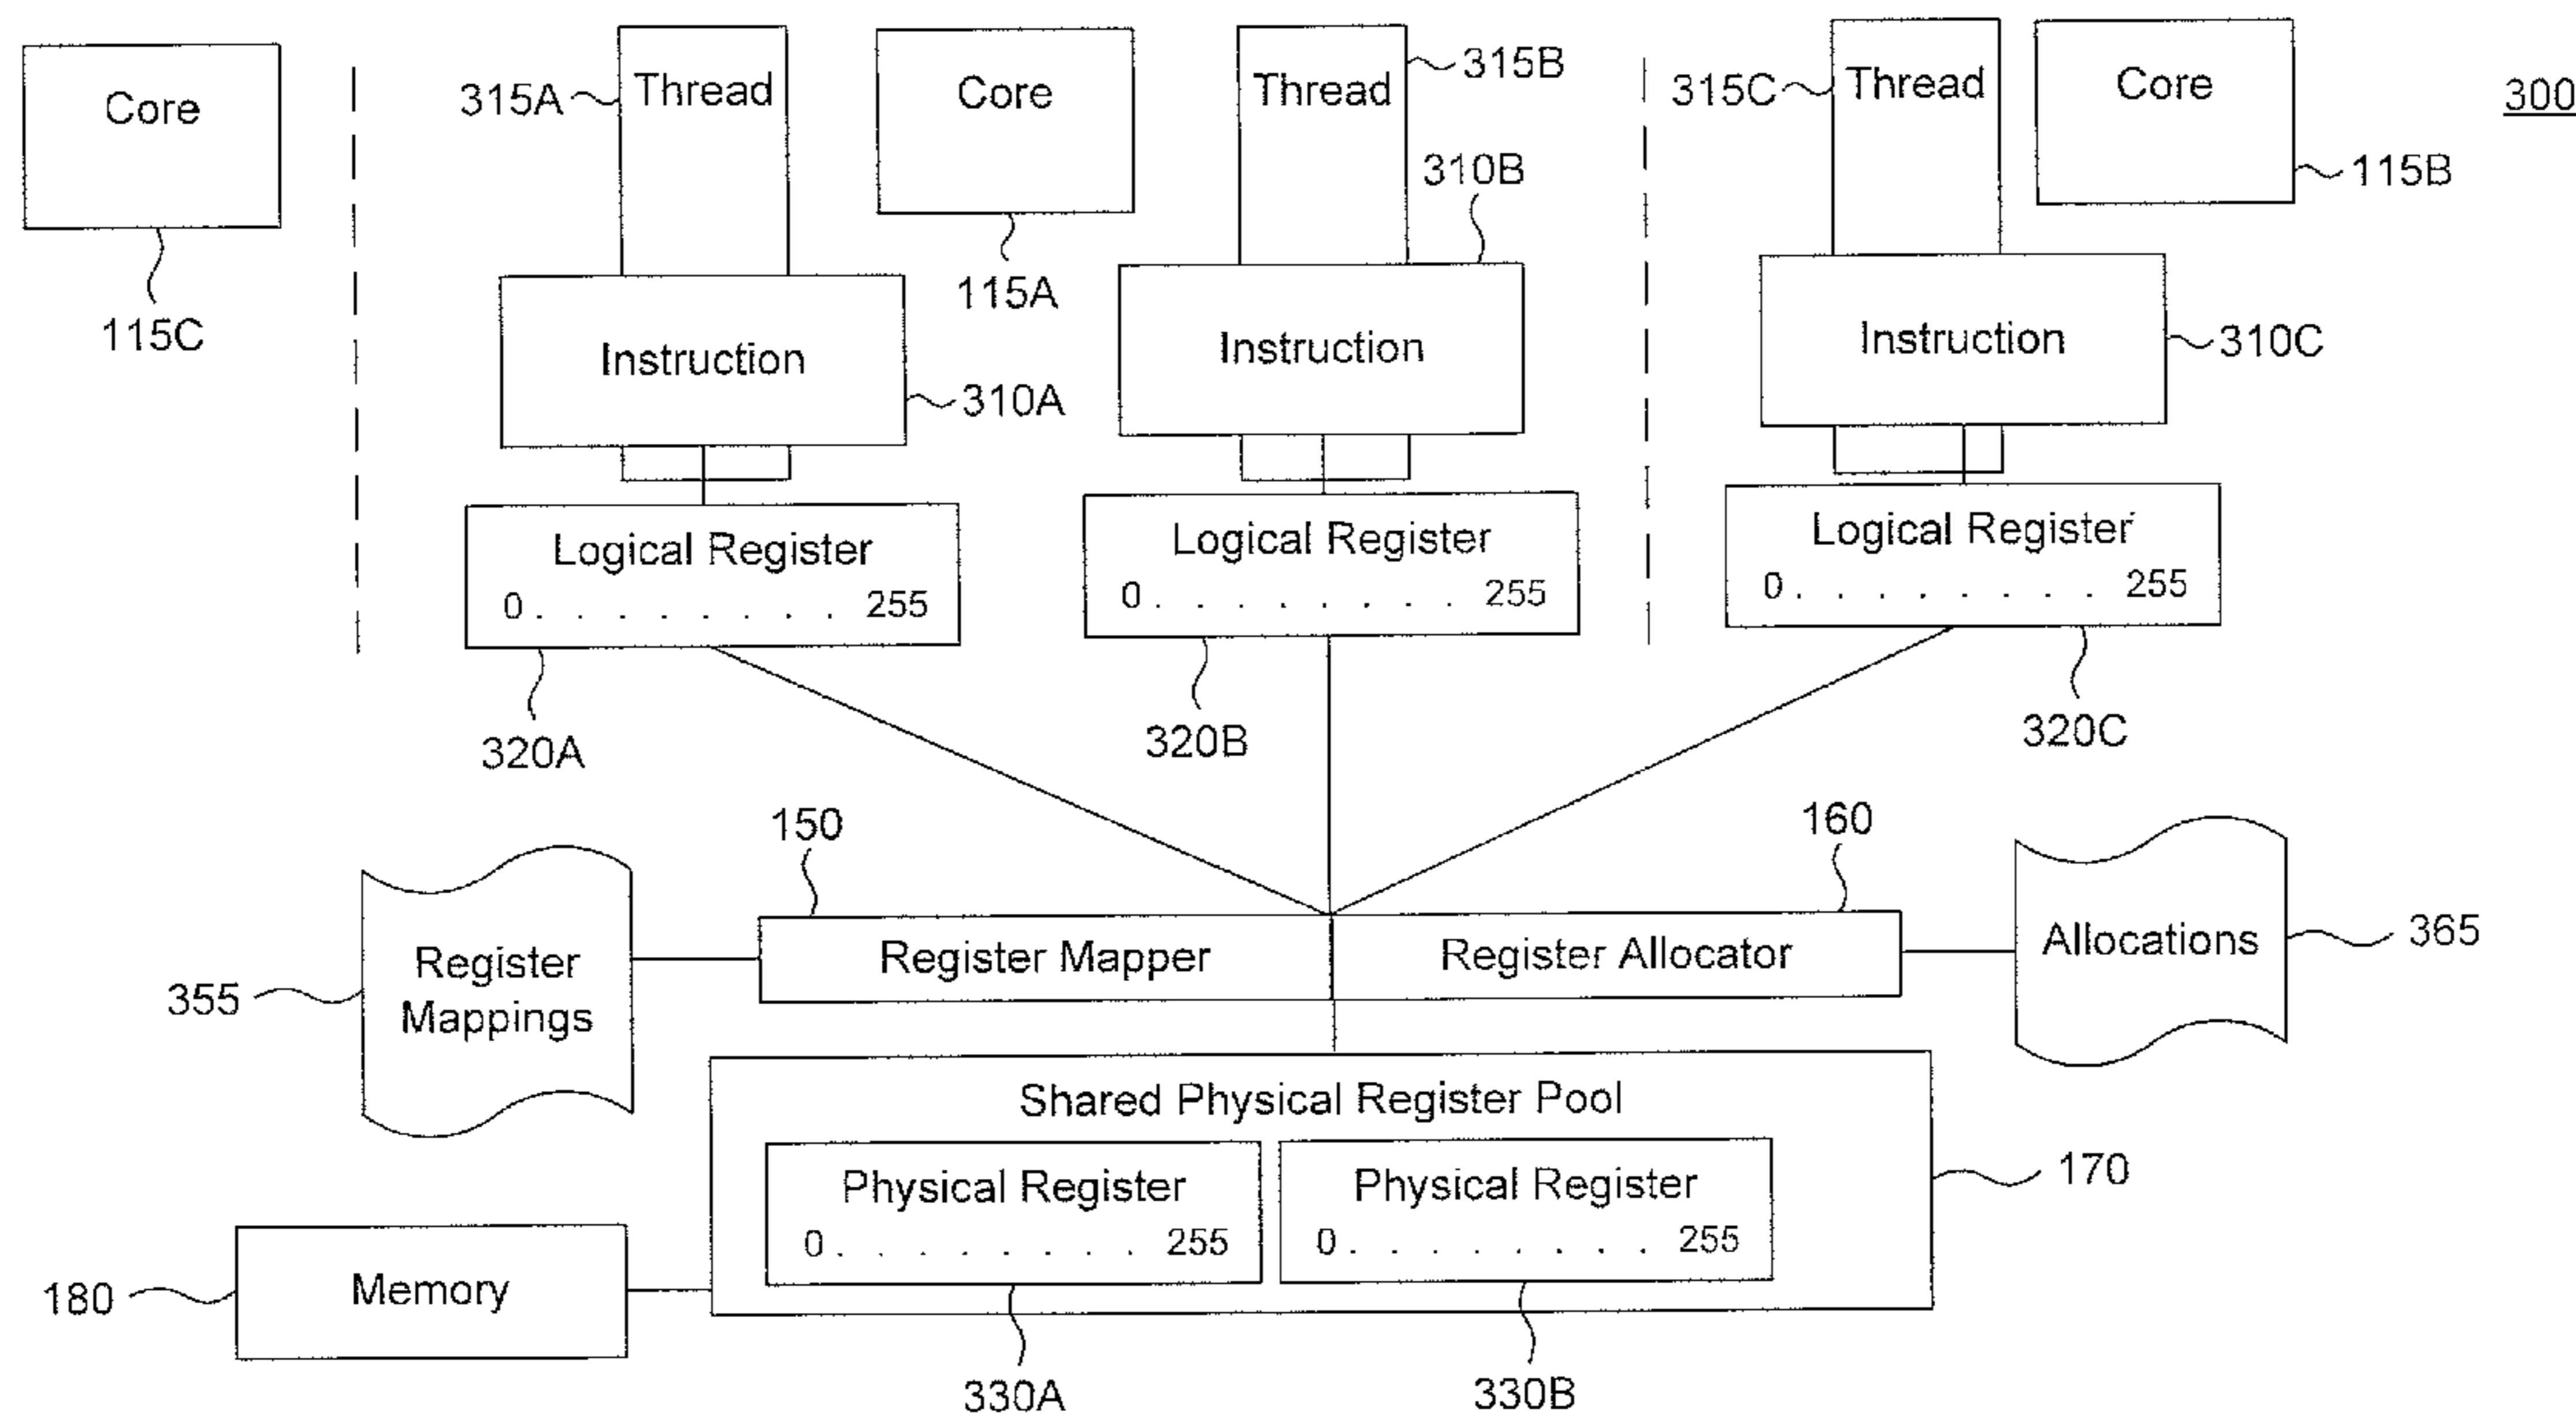 Core
115C
315A
Thread
Core
115A
Thread
315B
310B
315C
Thread
Core
115B
300
Instruction
310A
Instruction
Instruction
310C
Logical Register
0 . . . . . . . . 255
320A
Logical Register
0 . . . . . . . . 255
320B
Logical Register
0 . . . . . . . . 255
320C
150
160
355
Register
Mappings
Register Mapper
Register Allocator
Allocations
365
Shared Physical Register Pool
Physical Register
0 . . . . . . . . 255
Physical Register
0 . . . . . . . . 255
170
180
Memory
330A
330B